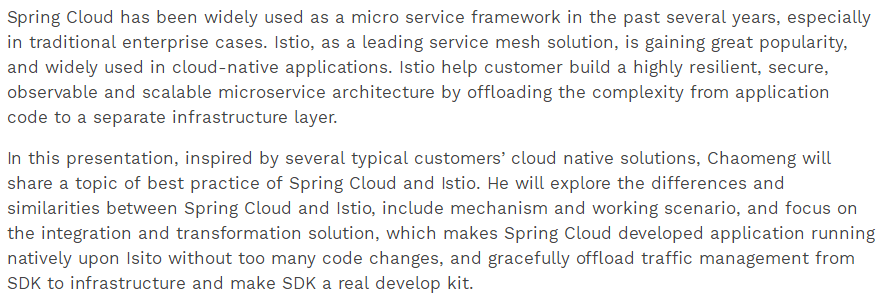 Spring Cloud has been widely used as a micro service framework in the past several years, especially
in traditional enterprise cases. Istio, as a leading service mesh solution, is gaining great popularity,
and widely used in cloud-native applications. Istio help customer build a highly resilient, secure,
observable and scalable microservice architecture by offloading the complexity from application
code to a separate infrastructure layer.
In this presentation, inspired by several typical customers’ cloud native solutions, Chaomeng will
share a topic of best practice of Spring Cloud and Istio. He will explore the differences and
similarities between Spring Cloud and Istio, include mechanism and working scenario, and focus on
the integration and transformation solution, which makes Spring Cloud developed application running
natively upon Isito without too many code changes, and gracefully offload traffic management from
SDK to infrastructure and make SDK a real develop kit.